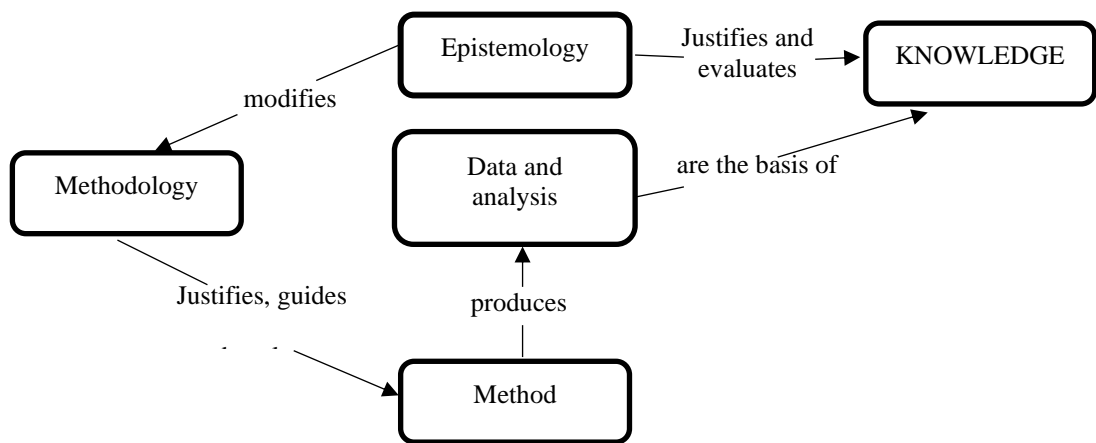 Epistemology
Justifies and
evaluates
KNOWLEDGE
modifies
Data and
analysis
are the basis of
Methodology
Justifies, guides
produces
Method